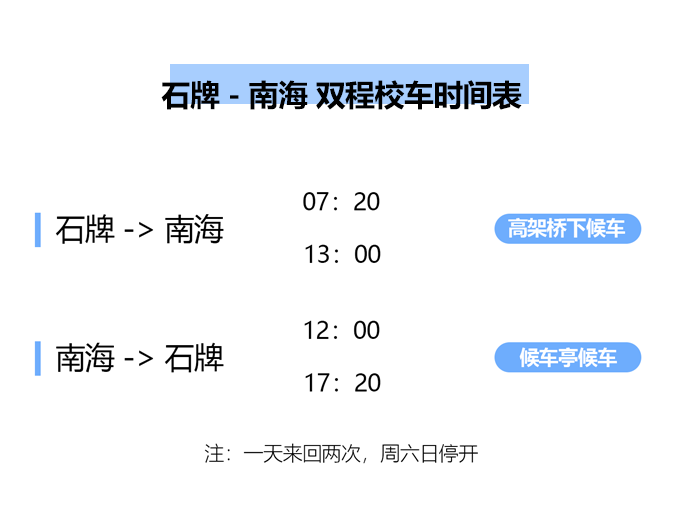 石牌 - 南海 双程校车时间表
07：20
石牌 -> 南海
高架桥下候车
13：00
12：00
南海 -> 石牌
候车亭候车
17：20
注：一天来回两次，周六日停开